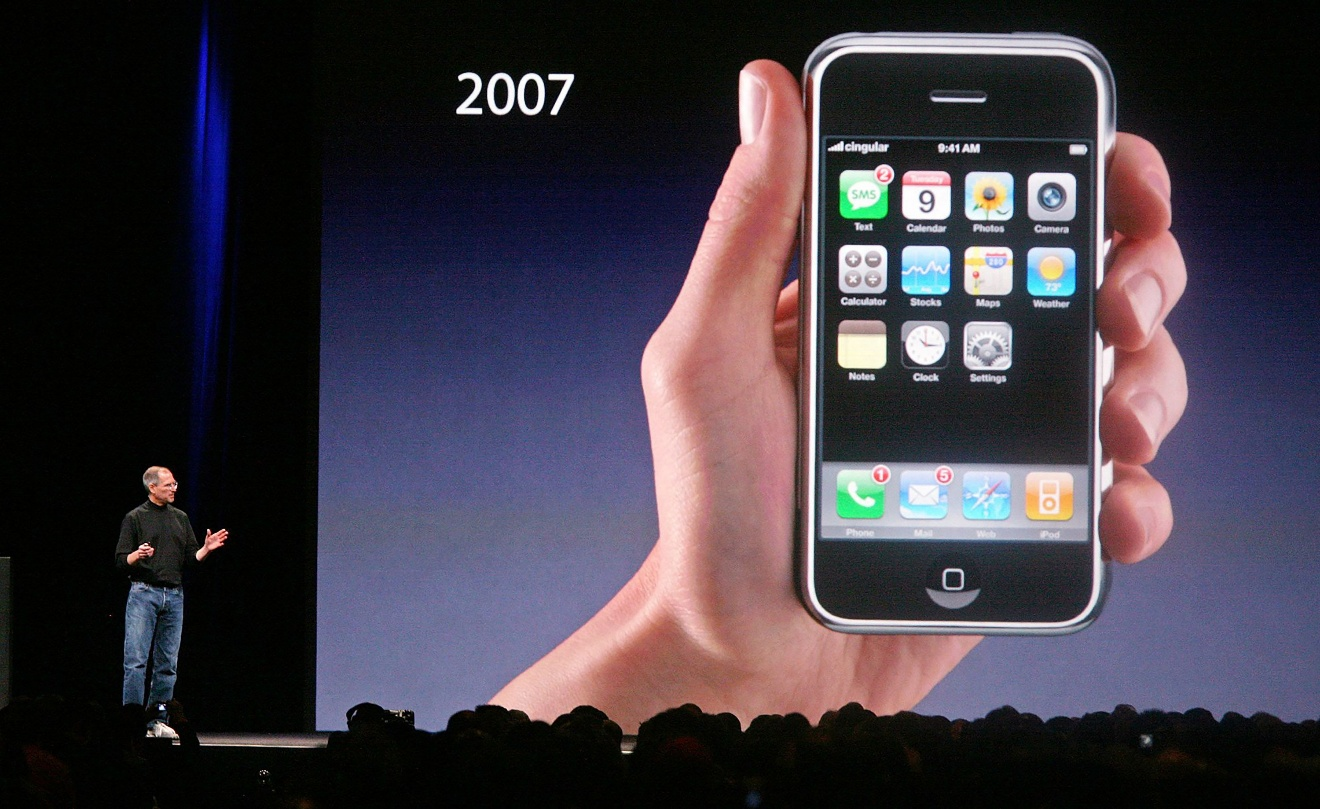 2007
cingular 9:41 AM
SMS 2 Tuesday 9
Text Calendar Photos Camera
280 73°
Calculator Stocks Maps Weather
Notes Clock Settings
1 5
Phone Mail Web iPod